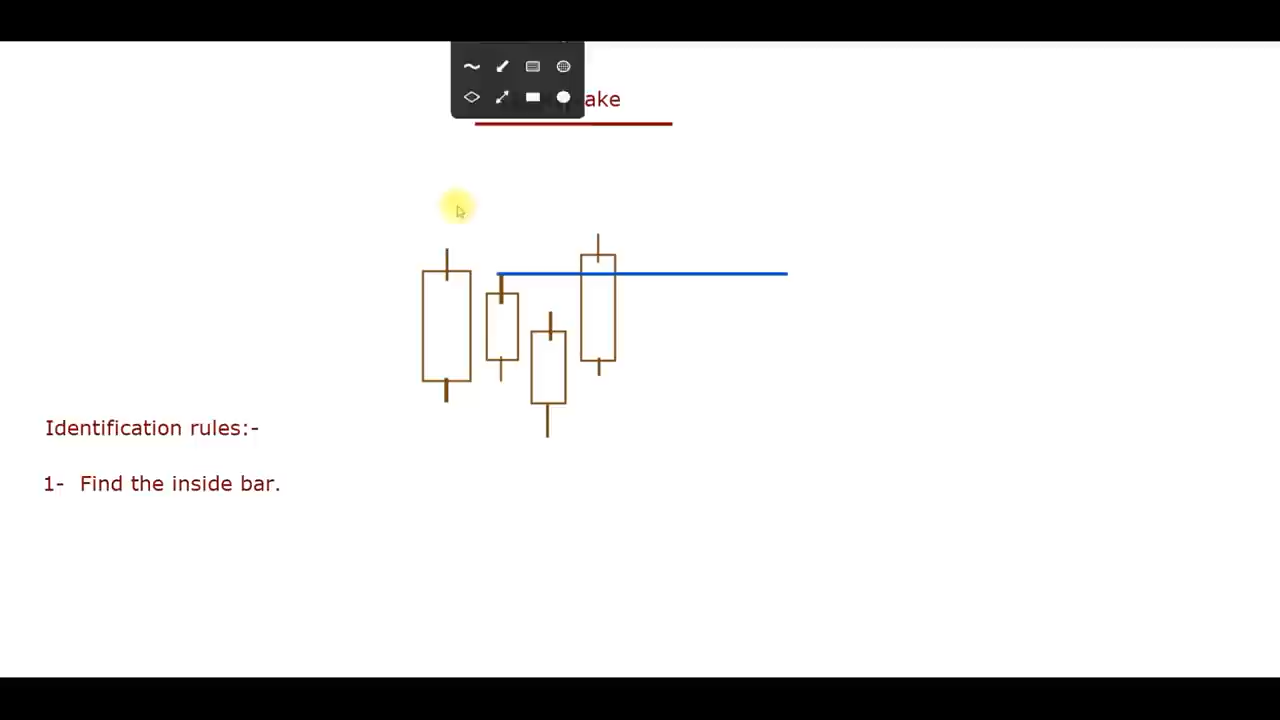 ake
Identification rules:-
1- Find the inside bar.